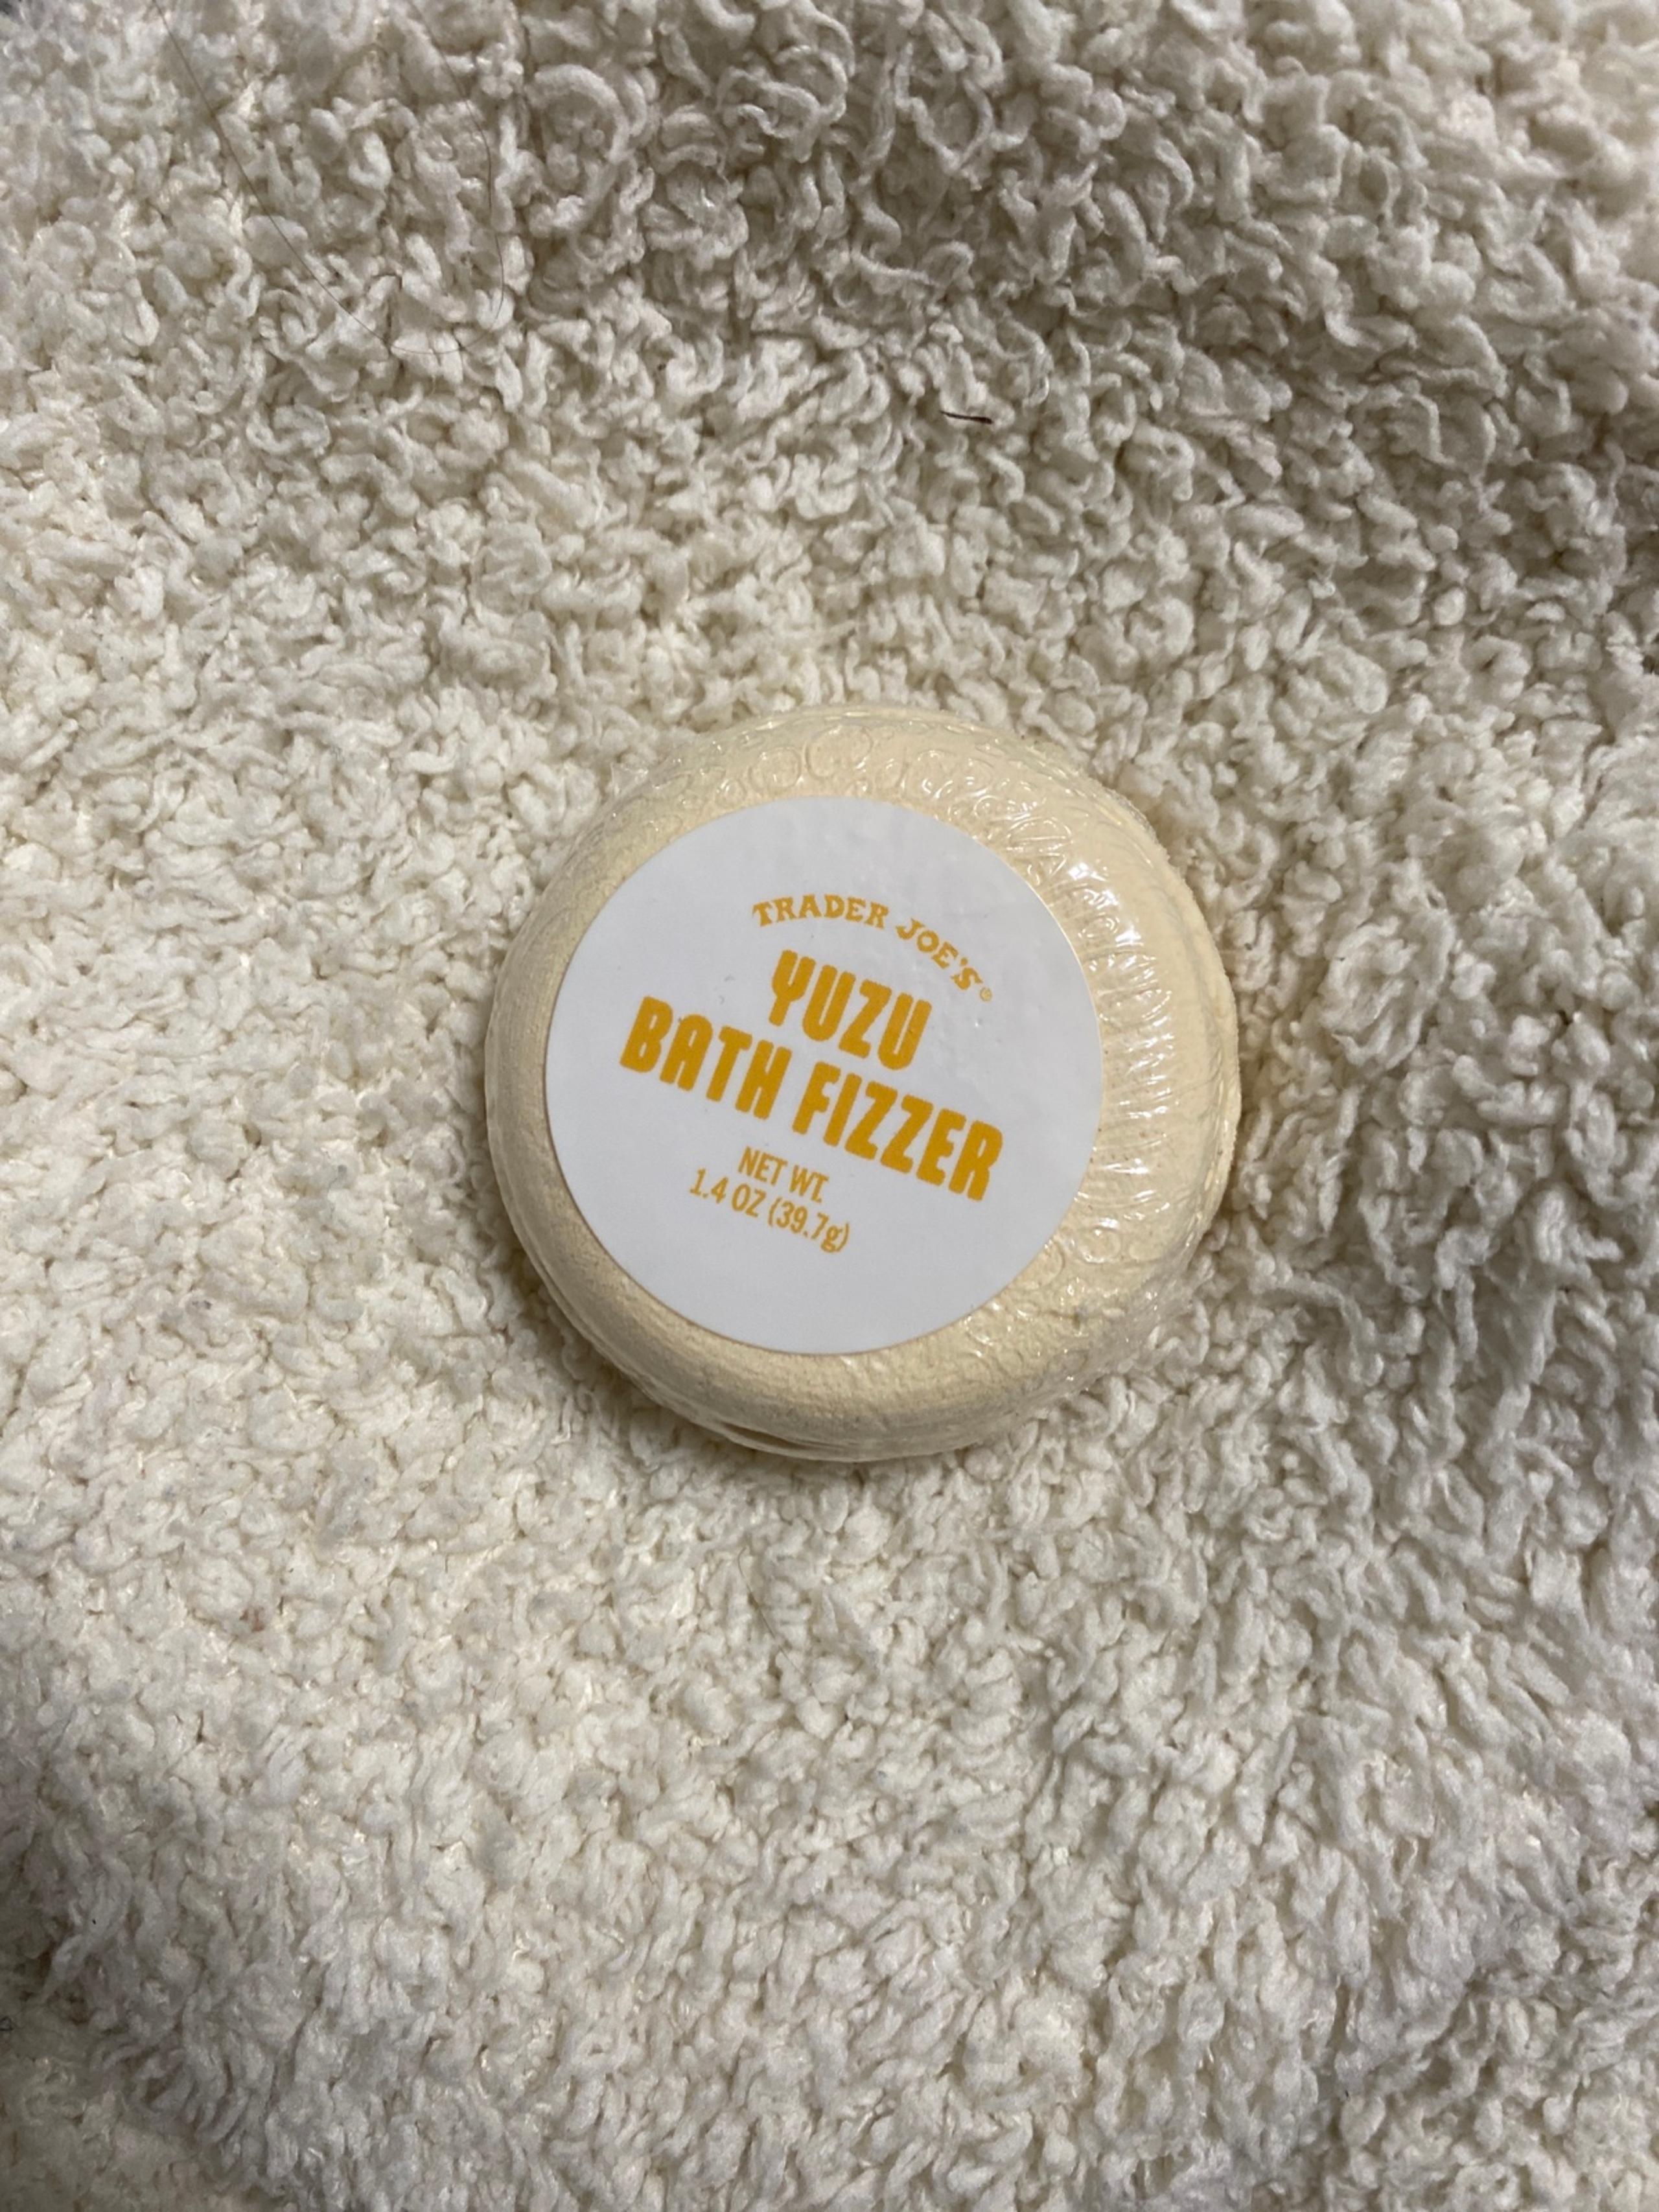 TRADER JOE'S®
YUZU
BATH FIZZER
NET WT.
1.4 OZ (39.7g)